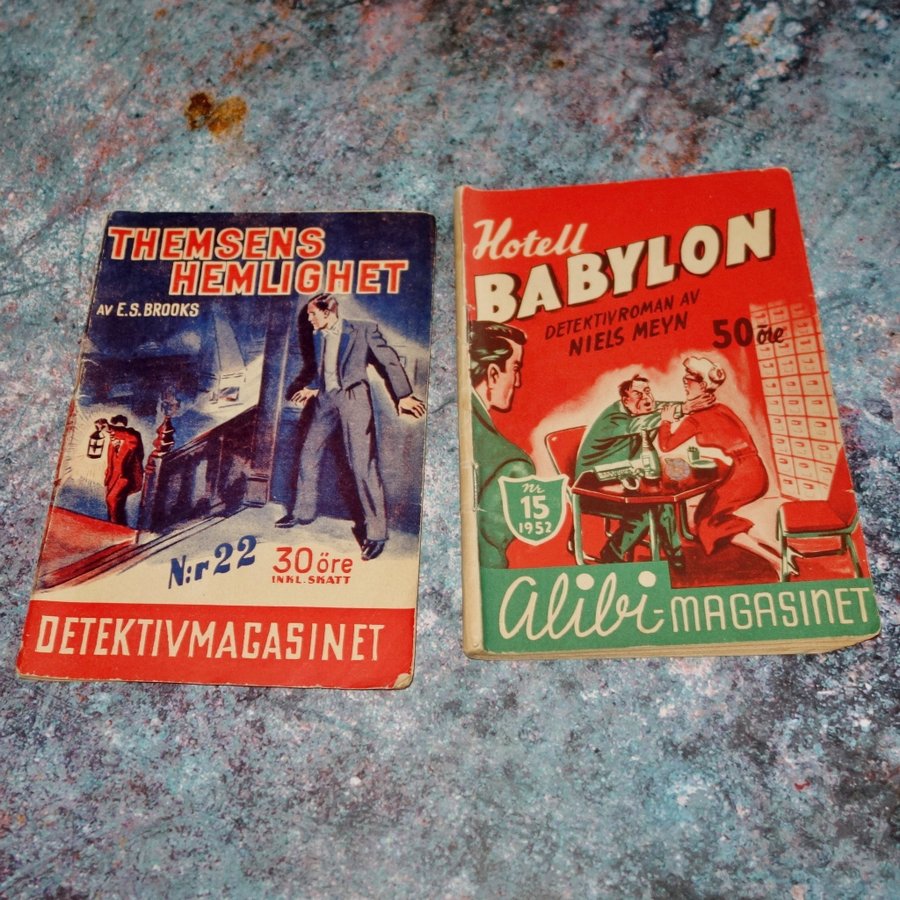 THEMSENS
HEMLIGHET
AV E.S. BROOKS
N:r 22
30 öre
INKL. SKATT
DETEKTIVMAGASINET
Hotell
BABYLON
DETEKTIVROMAN AV
NIELS MEYN
50 öre
nr
15
1952
alibi-MAGASINET